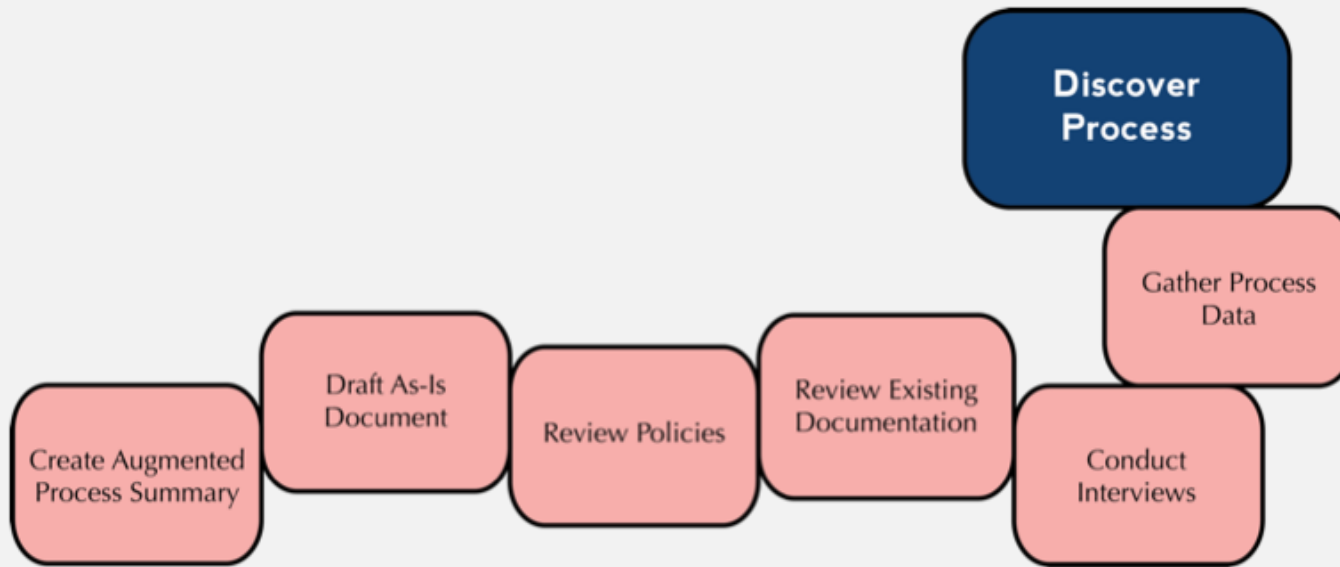 Discover
Process
Gather Process
Data
Draft As-Is
Document
Review Existing
Documentation
Review Policies
Create Augmented
Process Summary
Conduct
Interviews